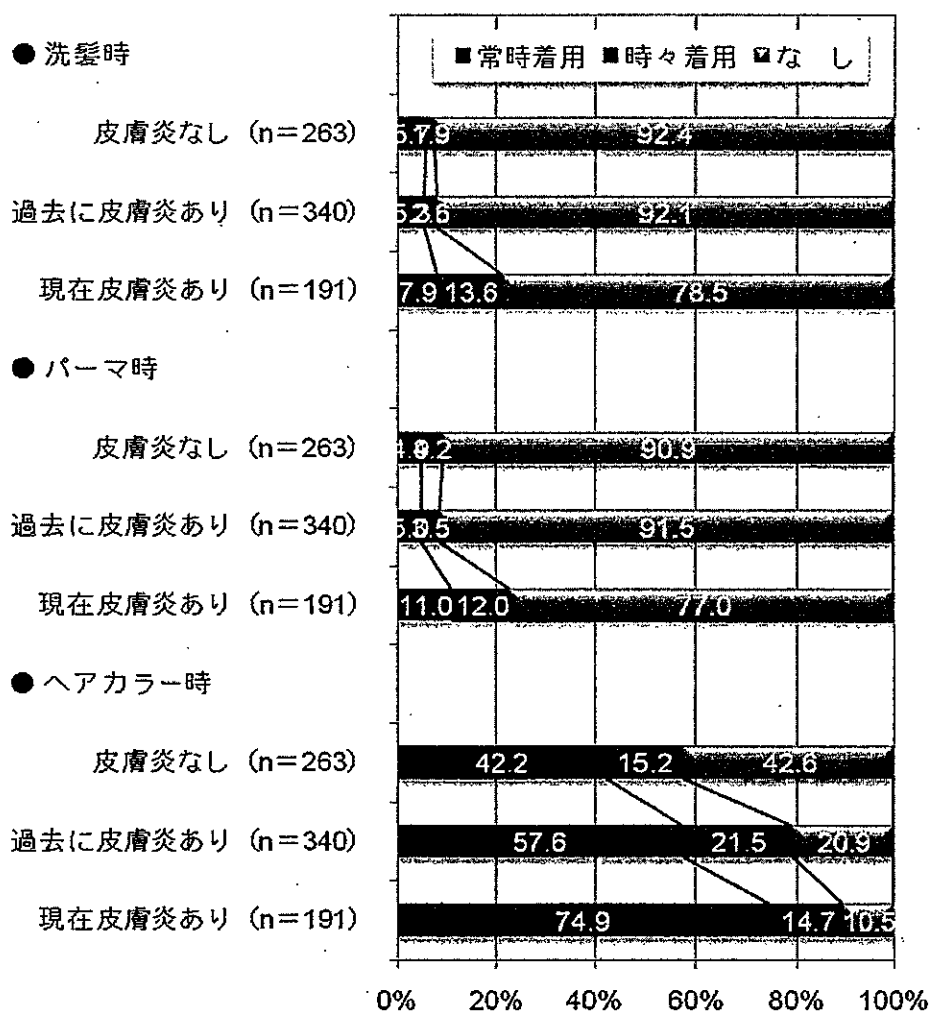 ■常時着用 ■時々着用 なし
●洗髪時
皮膚炎なし (n=263) 5.7 1.9 92.4
過去に皮膚炎あり (n=340) 92.1
現在皮膚炎あり (n=191) 7.9 13.6 78.5
●パーマ時
皮膚炎なし (n=263) 90.9
過去に皮膚炎あり (n=340) 91.5
現在皮膚炎あり (n=191) 11.0 12.0 77.0
●ヘアカラー時
皮膚炎なし (n=263) 42.2 15.2 42.6
過去に皮膚炎あり (n=340) 57.6 21.5 20.9
現在皮膚炎あり (n=191) 74.9 14.7 10.5
0% 20% 40% 60% 80% 100%